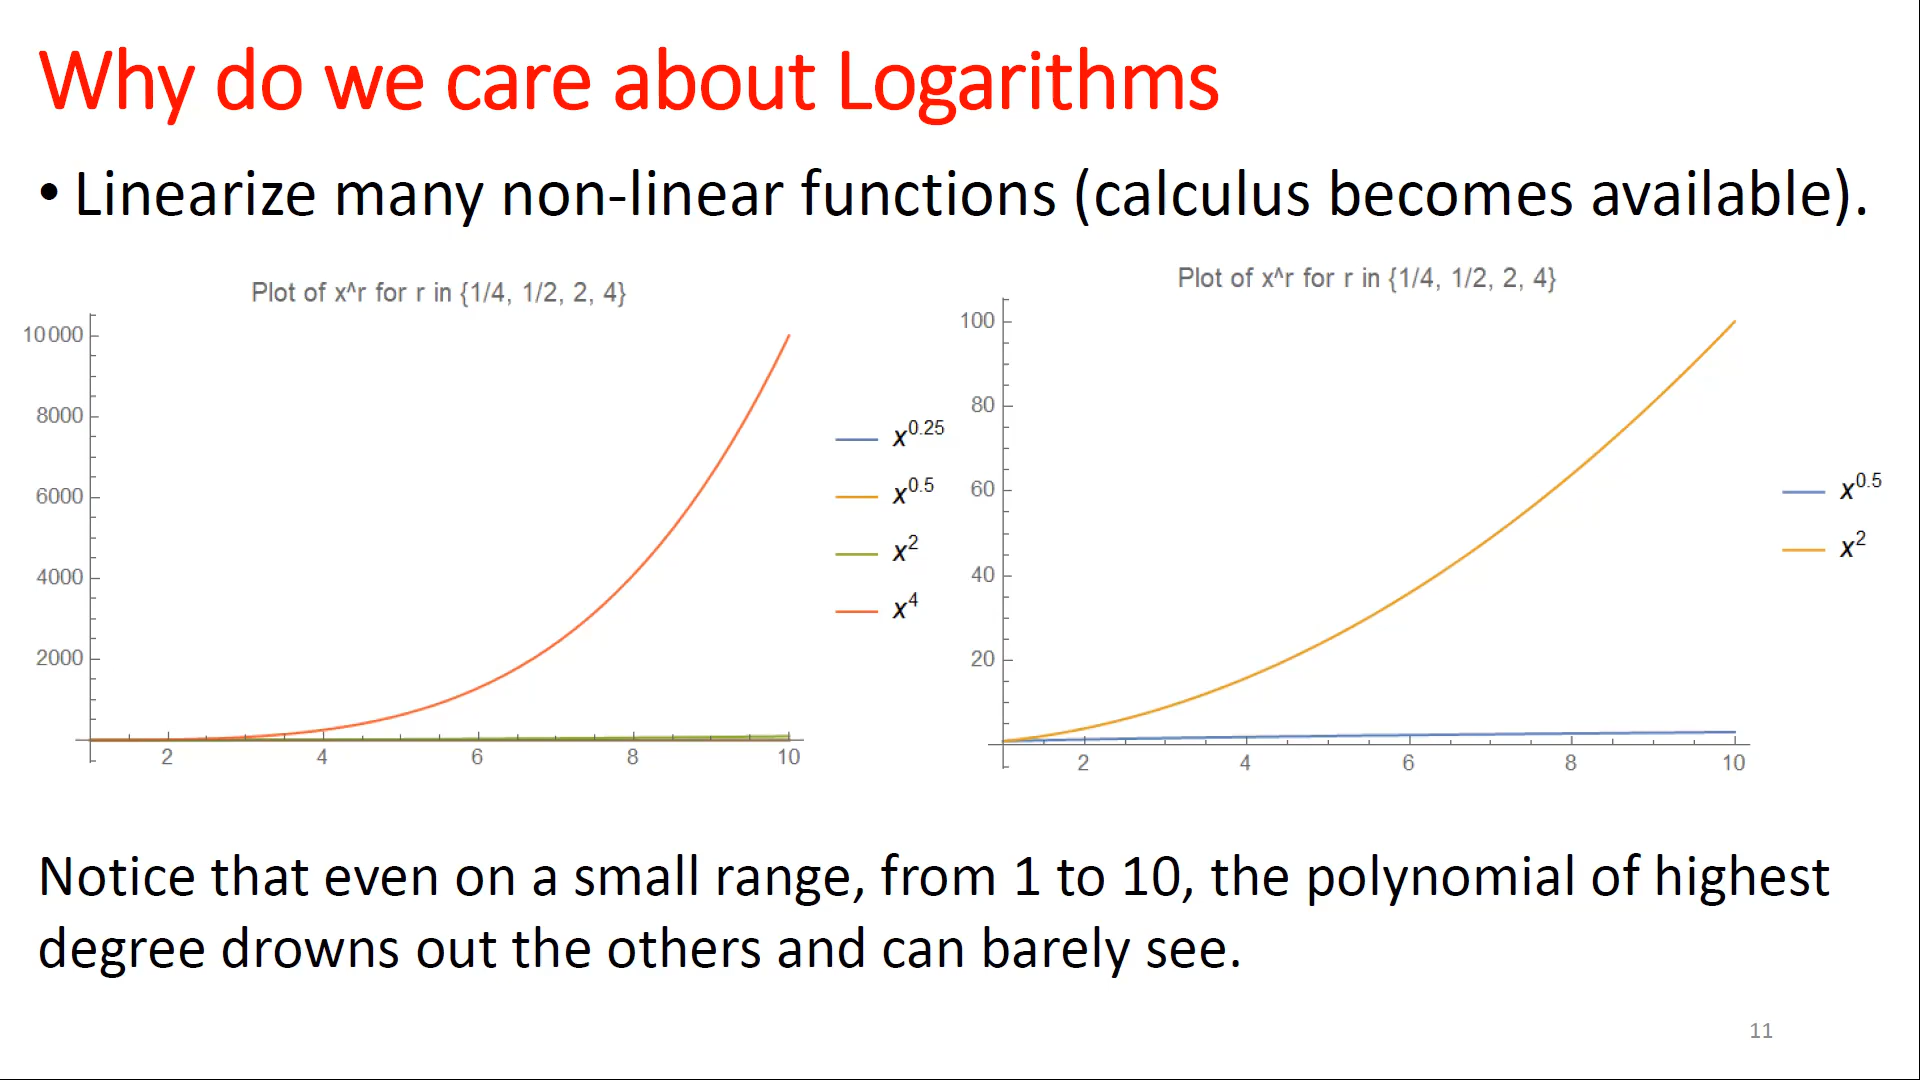 Why do we care about Logarithms
• Linearize many non-linear functions (calculus becomes available).
Plot of x^r for r in {1/4, 1/2, 2, 4}
10000
8000
6000
4000
2000
2 4 6 8 10
x^0.25
x^0.5
x^2
x^4
Plot of x^r for r in {1/4, 1/2, 2, 4}
100
80
60
40
20
2 4 6 8 10
x^0.5
x^2
Notice that even on a small range, from 1 to 10, the polynomial of highest
degree drowns out the others and can barely see.
11